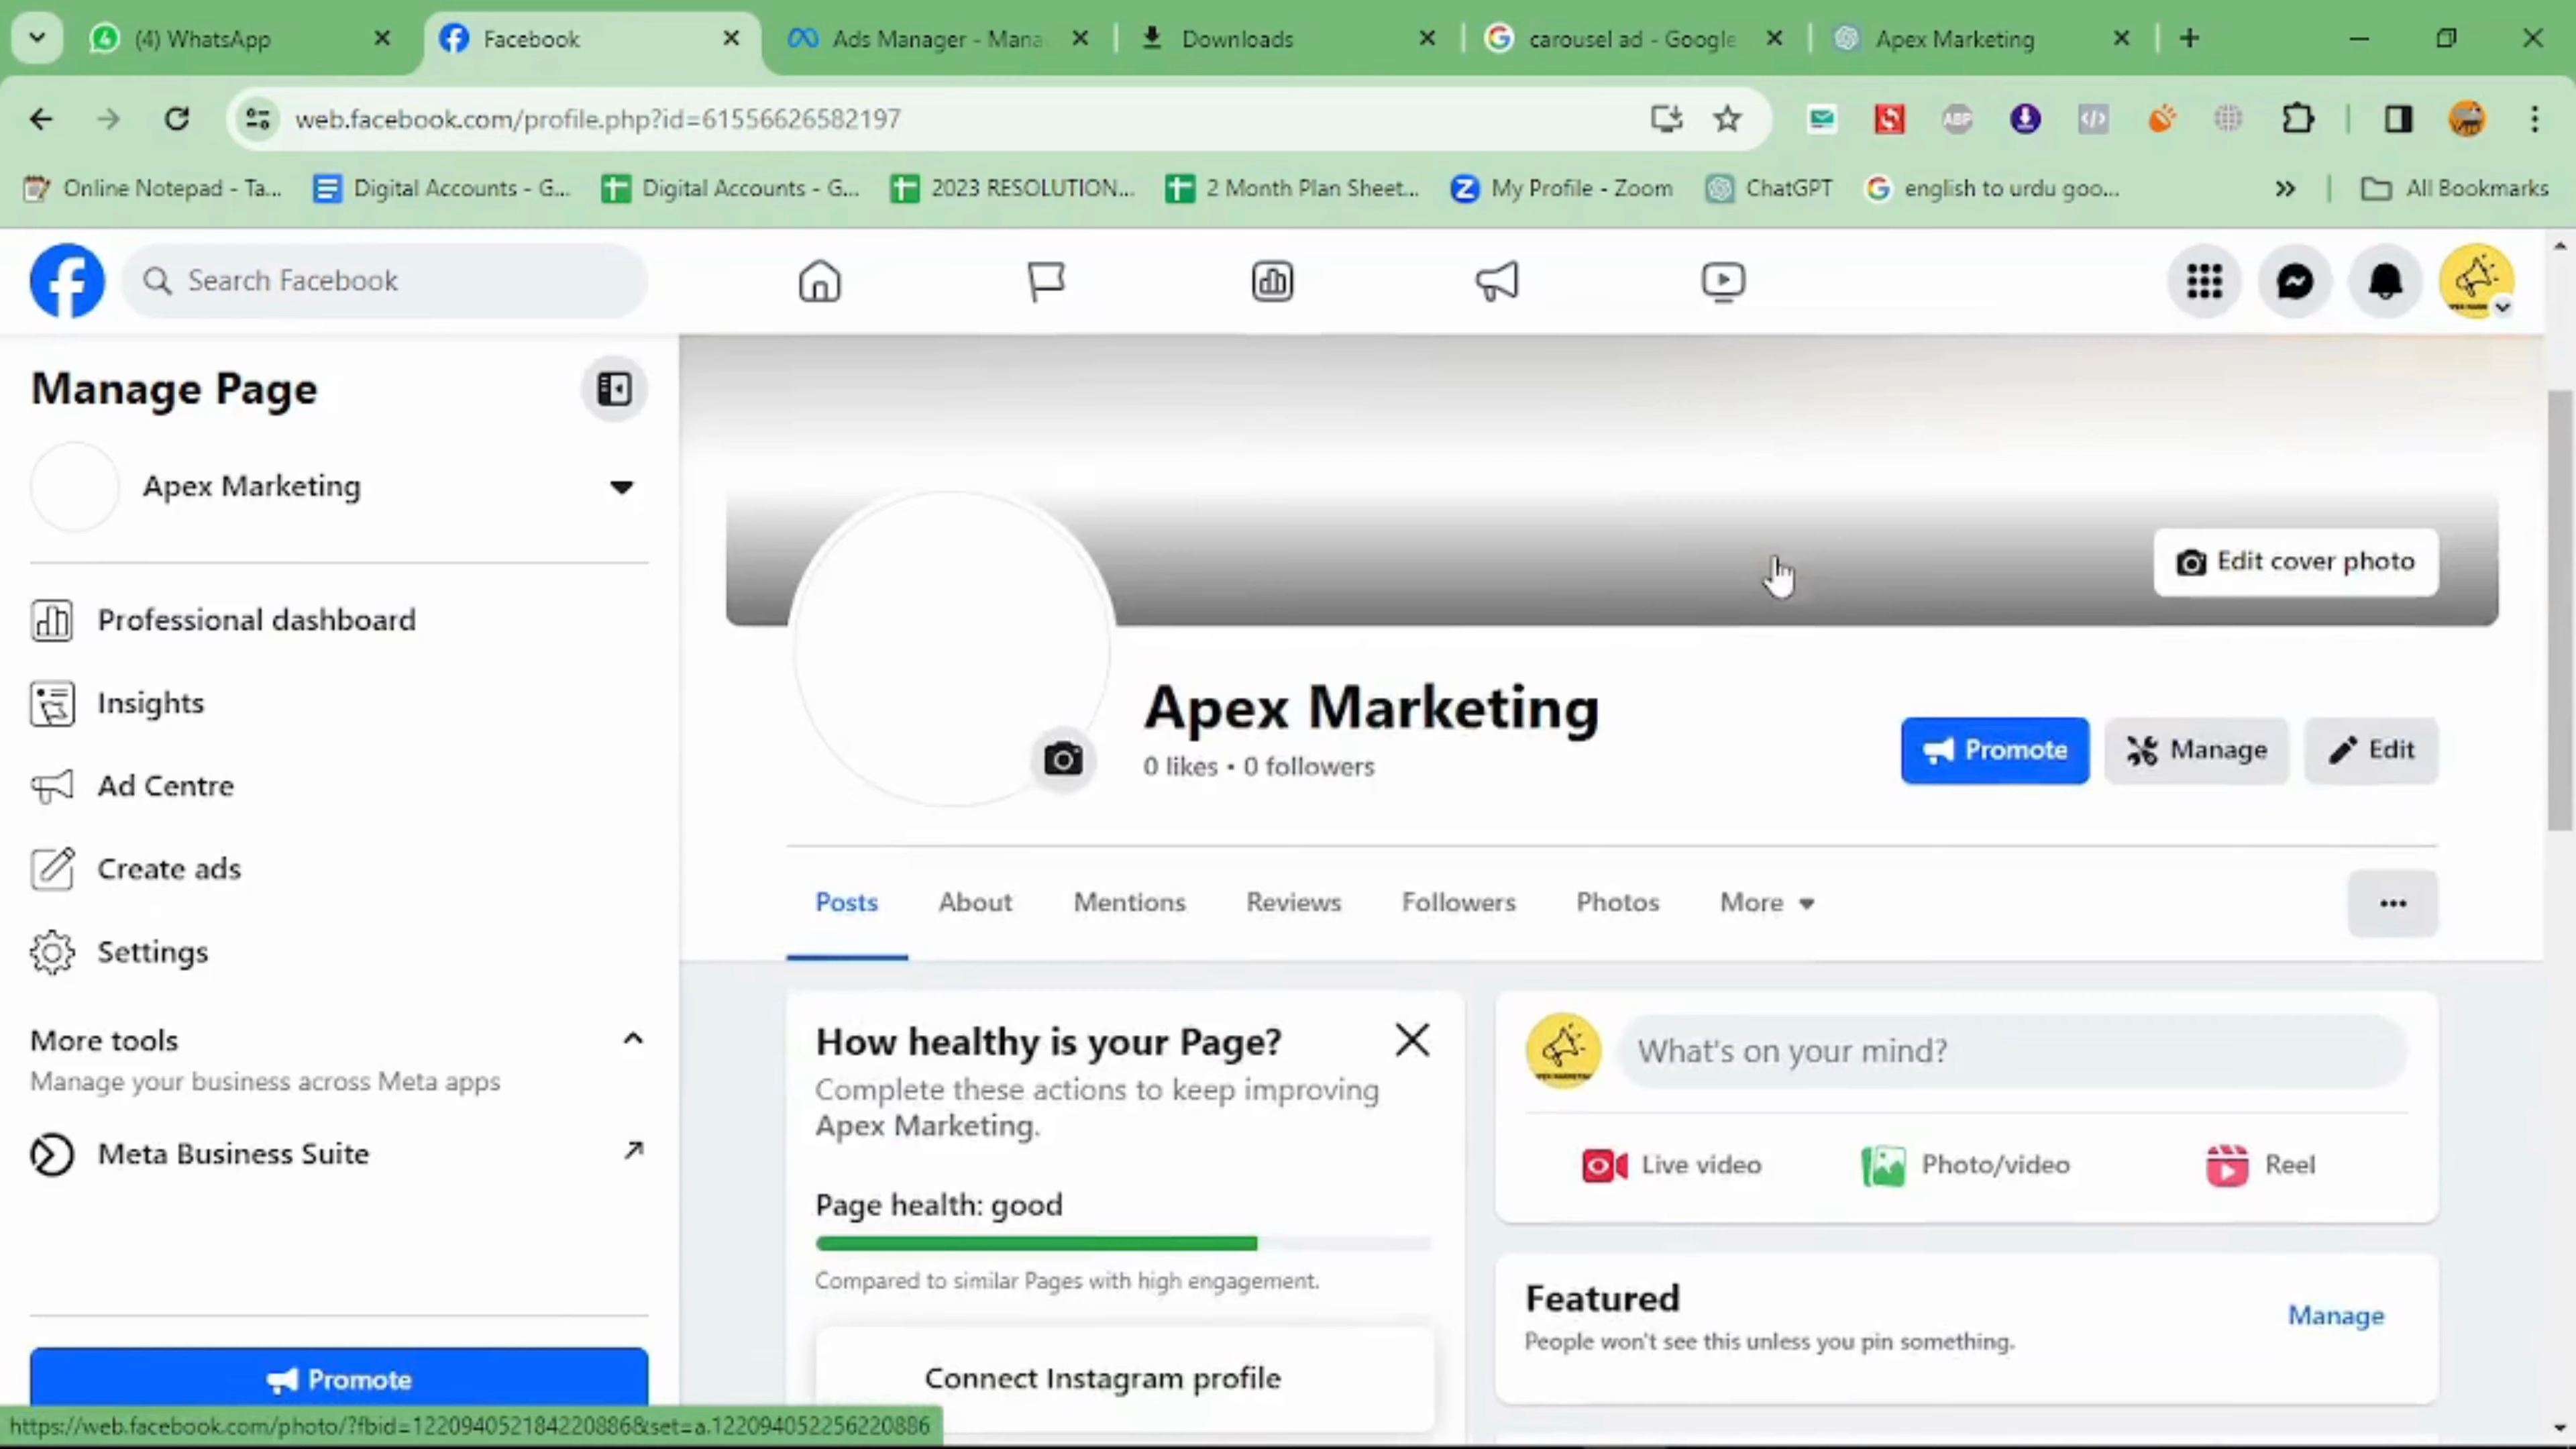 (4) WhatsApp
Facebook
Ads Manager - Mana
Downloads
carousel ad - Google
Apex Marketing
web.facebook.com/profile.php?id=61556626582197
ABP
Online Notepad - Ta...
Digital Accounts - G...
Digital Accounts - G...
2023 RESOLUTION...
2 Month Plan Sheet...
My Profile - Zoom
ChatGPT
english to urdu goo...
All Bookmarks
Search Facebook
Manage Page
Apex Marketing
Professional dashboard
Insights
Ad Centre
Create ads
Settings
More tools
Manage your business across Meta apps
Meta Business Suite
Promote
https://web.facebook.com/photo/?fbid=122094052184220886&set=a.122094052256220886
Edit cover photo
Apex Marketing
0 likes • 0 followers
Promote
Manage
Edit
Posts
About
Mentions
Reviews
Followers
Photos
More
How healthy is your Page?
Complete these actions to keep improving
Apex Marketing.
Page health: good
Compared to similar Pages with high engagement.
Connect Instagram profile
What's on your mind?
Live video
Photo/video
Reel
Featured
Manage
People won't see this unless you pin something.